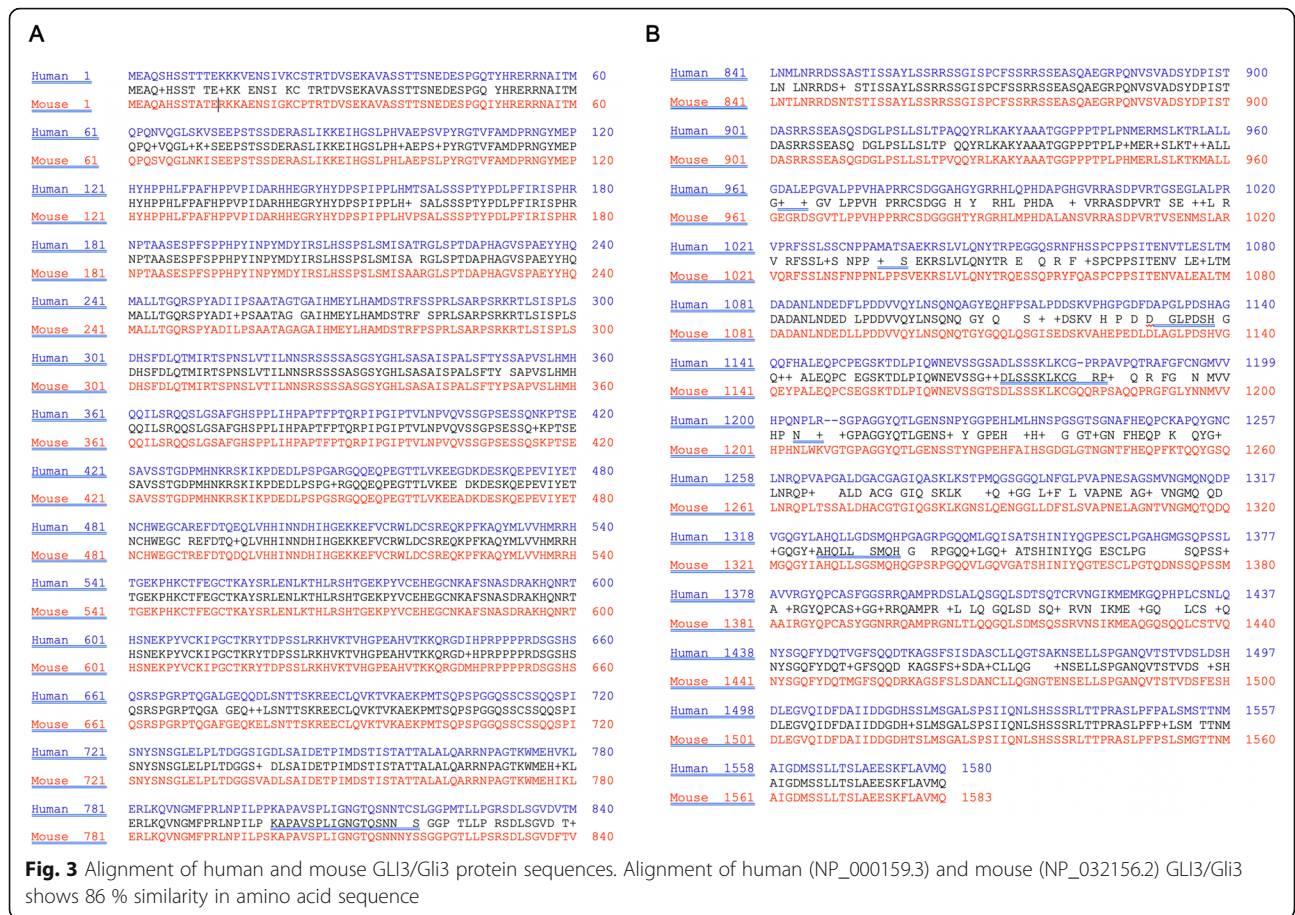 A
Human 1 MEAQSHSSTTTEKKKVENSIVKCSTRTDVSEKAVASSTTSNEDESPGQTYHRERRNAITM 60
MEAQ+HSST TE+KK ENSI KC TRTDVSEKAVASSTTSNEDESPGQ YHRERRNAITM
Mouse 1 MEAQAHSSTATERKKAENSIGKCPTRTDVSEKAVASSTTSNEDESPGQIYHRERRNAITM 60
Human 61 QPQNVQGLSKVSEEPSTSSDERASLIKKEIHGSLPHVAEPSVPYRGTVFAMDPRNGYMEP 120
QPQ+VQGL+K+SEEPSTSSDERASLIKKEIHGSLPH+AEPS+PYRGTVFAMDPRNGYMEP
Mouse 61 QPQSVQGLNKISEEPSTSSDERASLIKKEIHGSLPHLAEPSLPYRGTVFAMDPRNGYMEP 120
Human 121 HYHPPHLFPAFHPPVPIDARHHEGRYHYDPSPIPPLHMTSALSSSPTYPDLPFIRISPHR 180
HYHPPHLFPAFHPPVPIDARHHEGRYHYDPSPIPPLH+ SALSSSPTYPDLPFIRISPHR
Mouse 121 HYHPPHLFPAFHPPVPIDARHHEGRYHYDPSPIPPLHVPSALSSSPTYPDLPFIRISPHR 180
Human 181 NPTAASESPFSPPHPYINPYMDYIRSLHSSPSLSMISATRGLSPTDAPHAGVSPAEYYHQ 240
NPTAASESPFSPPHPYINPYMDYIRSLHSSPSLSMISA RGLSPTDAPHAGVSPAEYYHQ
Mouse 181 NPTAASESPFSPPHPYINPYMDYIRSLHSSPSLSMISAARGLSPTDAPHAGVSPAEYYHQ 240
Human 241 MALLTGQRSPYADIIPSAATAGTGAIHMEYLHAMDSTRFSSPRLSARPSRKRTLSISPLS 300
MALLTGQRSPYADI+PSAATAG GAIHMEYLHAMDSTRF SPRLSARPSRKRTLSISPLS
Mouse 241 MALLTGQRSPYADILPSAATAGAGAIHMEYLHAMDSTRFPSPRLSARPSRKRTLSISPLS 300
Human 301 DHSFDLQTMIRTSPNSLVTILNNSRSSSSASGSYGHLSASAISPALSFTYSSAPVSLHMH 360
DHSFDLQTMIRTSPNSLVTILNNSRSSSSASGSYGHLSASAISPALSFTY SAPVSLHMH
Mouse 301 DHSFDLQTMIRTSPNSLVTILNNSRSSSSASGSYGHLSASAISPALSFTYPSAPVSLHMH 360
Human 361 QQILSRQQSLGSAFGHSPPLIHPAPTFPTQRPIPGIPTVLNPVQVSSGPSESSQNKPTSE 420
QQILSRQQSLGSAFGHSPPLIHPAPTFPTQRPIPGIPTVLNPVQVSSGPSESSQ+KPTSE
Mouse 361 QQILSRQQSLGSAFGHSPPLIHPAPTFPTQRPIPGIPTVLNPVQVSSGPSESSQSKPTSE 420
Human 421 SAVSSTGDPMHNKRSKIKPDEDLPSPGARGQQEQPEGTTLVKEEGDKDESKQEPEVIYET 480
SAVSSTGDPMHNKRSKIKPDEDLPSPG+RGQQEQPEGTTLVKEE DKDESKQEPEVIYET
Mouse 421 SAVSSTGDPMHNKRSKIKPDEDLPSPGSRGQQEQPEGTTLVKEEADKDESKQEPEVIYET 480
Human 481 NCHWEGCAREFDTQEQLVHHINNDHIHGEKKEFVCRWLDCSREQKPFKAQYMLVVHMRRH 540
NCHWEGC REFDTQ+QLVHHINNDHIHGEKKEFVCRWLDCSREQKPFKAQYMLVVHMRRH
Mouse 481 NCHWEGCTREFDTQDQLVHHINNDHIHGEKKEFVCRWLDCSREQKPFKAQYMLVVHMRRH 540
Human 541 TGEKPHKCTFEGCTKAYSRLENLKTHLRSHTGEKPYVCEHEGCNKAFSNASDRAKHQNRT 600
TGEKPHKCTFEGCTKAYSRLENLKTHLRSHTGEKPYVCEHEGCNKAFSNASDRAKHQNRT
Mouse 541 TGEKPHKCTFEGCTKAYSRLENLKTHLRSHTGEKPYVCEHEGCNKAFSNASDRAKHQNRT 600
Human 601 HSNEKPYVCKIPGCTKRYTDPSSLRKHVKTVHGPEAHVTKKQRGDIHPRPPPPRDSGSHS 660
HSNEKPYVCKIPGCTKRYTDPSSLRKHVKTVHGPEAHVTKKQRGD+HPRPPPPRDSGSHS
Mouse 601 HSNEKPYVCKIPGCTKRYTDPSSLRKHVKTVHGPEAHVTKKQRGDMHPRPPPPRDSGSHS 660
Human 661 QSRSPGRPTQGALGEQQDLSNTTSKREECLQVKTVKAEKPMTSQPSPGGQSSCSSQQSPI 720
QSRSPGRPTQGA GEQ++LSNTTSKREECLQVKTVKAEKPMTSQPSPGGQSSCSSQQSPI
Mouse 661 QSRSPGRPTQGAFGEQKELSNTTSKREECLQVKTVKAEKPMTSQPSPGGQSSCSSQQSPI 720
Human 721 SNYSNSGLELPLTDGGSIGDLSAIDETPIMDSTISTATTALALQARRNPAGTKWMEHVKL 780
SNYSNSGLELPLTDGGS+ DLSAIDETPIMDSTISTATTALALQARRNPAGTKWMEH+KL
Mouse 721 SNYSNSGLELPLTDGGSVADLSAIDETPIMDSTISTATTALALQARRNPAGTKWMEHIKL 780
Human 781 ERLKQVNGMFPRLNPILPPKAPAVSPLIGNGTQSNNTCSLGGPMTLLPGRSDLSGVDVTM 840
ERLKQVNGMFPRLNPILP KAPAVSPLIGNGTQSNN S GGP TLLP RSDLSGVD T+
Mouse 781 ERLKQVNGMFPRLNPILPSKAPAVSPLIGNGTQSNNNYSSGGPGTLLPSRSDLSGVDFTV 840
B
Human 841 LNMLNRRDSSASTISSAYLSSRRSSGISPCFSSRRSSEASQAEGRPQNVSVADSYDPIST 900
LN LNRRDS+ STISSAYLSSRRSSGISPCFSSRRSSEASQAEGRPQNVSVADSYDPIST
Mouse 841 LNTLNRRDSNTSTISSAYLSSRRSSGISPCFSSRRSSEASQAEGRPQNVSVADSYDPIST 900
Human 901 DASRRSSEASQSDGLPSLLSLTPAQQYRLKAKYAAATGGPPPTPLPNMERMSLKTRLALL 960
DASRRSSEASQ DGLPSLLSLTP QQYRLKAKYAAATGGPPPTPLP+MER+SLKT++ALL
Mouse 901 DASRRSSEASQGDGLPSLLSLTPVQQYRLKAKYAAATGGPPPTPLPHMERLSLKTKMALL 960
Human 961 GDALEPGVALPPVHAPRRCSDGGAHGYGRRHLQPHDAPGHGVRRASDPVRTGSEGLALPR 1020
G+ + GV LPPVH PRRCSDGG H Y RHL PHDA + VRRASDPVRT SE ++L R
Mouse 961 GEGRDSGVTLPPVHPPRRCSDGGGHTYRGRHLMPHDALANSVRRASDPVRTVSENMSLAR 1020
Human 1021 VPRFSSLSSCNPPAMATSAEKRSLVLQNYTRPEGGQSRNFHSSPCPPSITENVTLESLTM 1080
V RFSSL+S NPP + S EKRSLVLQNYTR E Q R F +SPCPPSITENV LE+LTM
Mouse 1021 VQRFSSLNSFNPPNLPPSVEKRSLVLQNYTRQESSQPRYFQASPCPPSITENVALEALTM 1080
Human 1081 DADANLNDEDFLPDDVVQYLNSQNQAGYEQHFPSALPDDSKVPHGPGDFDAPGLPDSHAG 1140
DADANLNDED LPDDVVQYLNSQNQ GY Q S + +DSKV H P D D GLPDSH G
Mouse 1081 DADANLNDEDLLPDDVVQYLNSQNQTGYGQQLQSGISEDSKVAHEPEDLDLAGLPDSHVG 1140
Human 1141 QQFHALEQPCPEGSKTDLPIQWNEVSSGSADLSSSKLKCG-PRPAVPQTRAFGFCNGMVV 1199
Q++ ALEQPC EGSKTDLPIQWNEVSSG++DLSSSKLKCG RP+ Q R FG N MVV
Mouse 1141 QEYPALEQPCSEGSKTDLPIQWNEVSSGTSDLSSSKLKCGQQRPSAQQPRGFGLYNNMVV 1200
Human 1200 HPQNPLR--SGPAGGYQTLGENSNPYGGPEHLMLHNSPGSGTSGNAFHEQPCKAPQYGNC 1257
HP N + +GPAGGYQTLGENS+ Y GPEH +H+ G GT+GN FHEQP K QYG+
Mouse 1201 HPHNLWKVGTGPAGGYQTLGENSSTYNGPEHFAIHSGDGLGTNGNTFHEQPFKTQQYGSQ 1260
Human 1258 LNRQPVAPGALDGACGAGIQASKLKSTPMQGSGGQLNFGLPVAPNESAGSMVNGMQNQDP 1317
LNRQP+ ALD ACG GIQ SKLK +Q +GG L+F L VAPNE AG+ VNGMQ QD
Mouse 1261 LNRQPLTSSALDHACGTGIQGSKLKGNSLQENGGLLDFSLSVAPNELAGNTVNGMQTQDQ 1320
Human 1318 VGQGYLAHQLLGDSMQHPGAGRPGQQMLGQISATSHINIYQGPESCLPGAHGMGSQPSSL 1377
+GQGY+AHQLL SMQH G RPGQQ+LGQ+ ATSHINIYQG ESCLPG SQPSS+
Mouse 1321 MGQGYIAHQLLSGSMQHQGPSRPGQQVLGQVGATSHINIYQGTESCLPGTQDNSSQPSSM 1380
Human 1378 AVVRGYQPCASFGGSRRQAMPRDSLALQSGQLSDTSQTCRVNGIKMEMKGQPHPLCSNLQ 1437
A +RGYQPCAS+GG+RRQAMPR +L LQ GQLSD SQ+ RVN IKME +GQ LCS +Q
Mouse 1381 AAIRGYQPCASYGGNRRQAMPRGNLTLQQGQLSDMSQSSRVNSIKMEAQGQSQQLCSTVQ 1440
Human 1438 NYSGQFYDQTVGFSQQDTKAGSFSISDASCLLQGTSAKNSELLSPGANQVTSTVDSLDSH 1497
NYSGQFYDQT+GFSQQD KAGSFS+SDA+CLLQG +NSELLSPGANQVTSTVDS +SH
Mouse 1441 NYSGQFYDQTMGFSQQDRKAGSFSLSDANCLLQGNGTENSELLSPGANQVTSTVDSFESH 1500
Human 1498 DLEGVQIDFDAIIDDGDHSSLMSGALSPSIIQNLSHSSSRLTTPRASLPFPALSMSTTNM 1557
DLEGVQIDFDAIIDDGDH+SLMSGALSPSIIQNLSHSSSRLTTPRASLPFP+LSM TTNM
Mouse 1501 DLEGVQIDFDAIIDDGDHTSLMSGALSPSIIQNLSHSSSRLTTPRASLPFPSLSMGTTNM 1560
Human 1558 AIGDMSSLLTSLAEESKFLAVMQ 1580
AIGDMSSLLTSLAEESKFLAVMQ
Mouse 1561 AIGDMSSLLTSLAEESKFLAVMQ 1583
Fig. 3 Alignment of human and mouse GLI3/Gli3 protein sequences. Alignment of human (NP_000159.3) and mouse (NP_032156.2) GLI3/Gli3
shows 86 % similarity in amino acid sequence